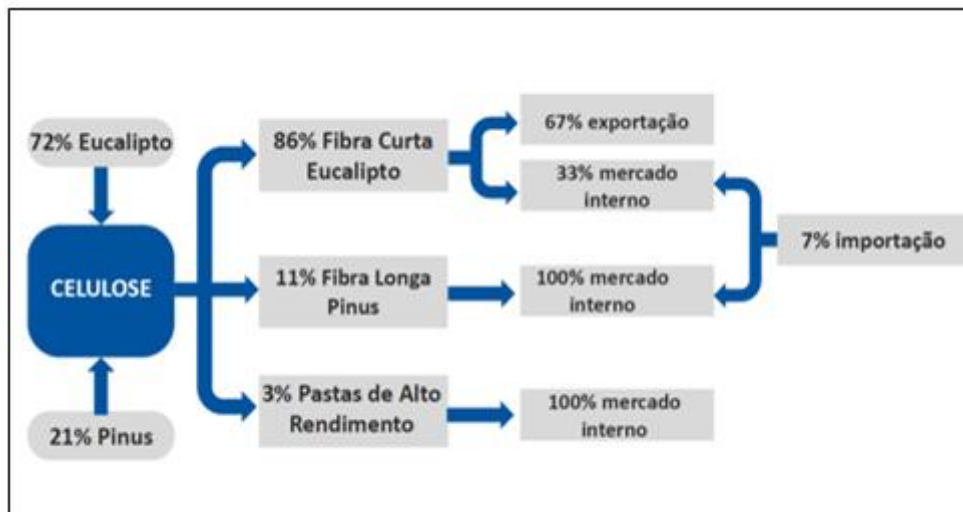 72% Eucalipto
CELULOSE
21% Pinus
86% Fibra Curta
Eucalipto
11% Fibra Longa
Pinus
3% Pastas de Alto
Rendimento
67% exportação
33% mercado
interno
100% mercado
interno
100% mercado
interno
7% importação